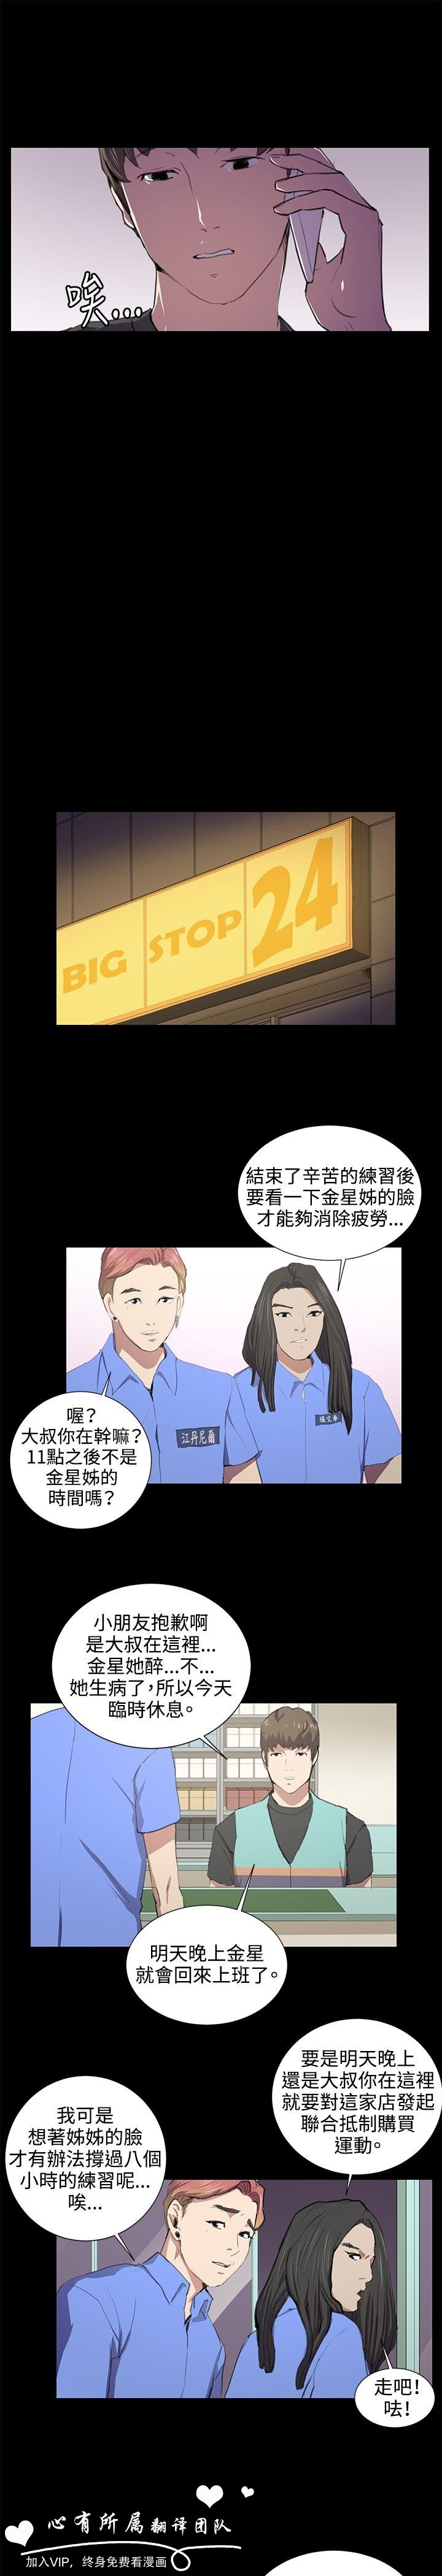 唉...
BIG STOP 24
結束了辛苦的練習後
要看一下金星姊的臉
才能夠消除疲勞...
江丹尼爾
喔?
大叔你在幹嘛?
11點之後不是
金星姊的
時間嗎?
小朋友抱歉啊
是大叔在這裡...
金星她醉...不...
她生病了,所以今天
臨時休息。
明天晚上金星
就會回來上班了。
要是明天晚上
還是大叔你在這裡
就要對這家店發起
聯合抵制購買
運動。
我可是
想著姊姊的臉
才有辦法撐過八個
小時的練習呢...
唉...
走吧!
呿!
心有所属翻译团队
加入VIP，终身免费看漫画